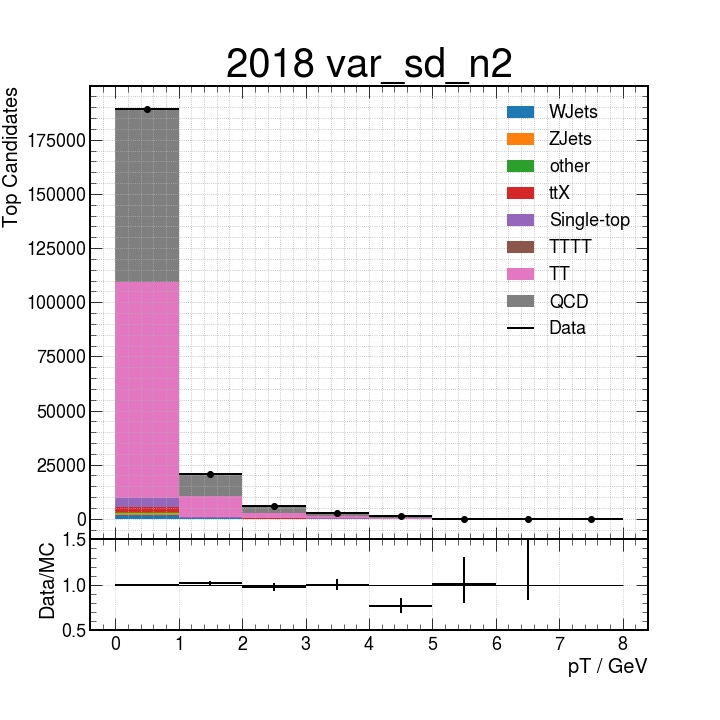 2018 var_sd_n2
Top Candidates
175000
150000
125000
100000
75000
50000
25000
0
WJets
ZJets
other
ttX
Single-top
TTTT
TT
QCD
Data
Data/MC
1.5
1.0
0.5
0 1 2 3 4 5 6 7 8
pT / GeV